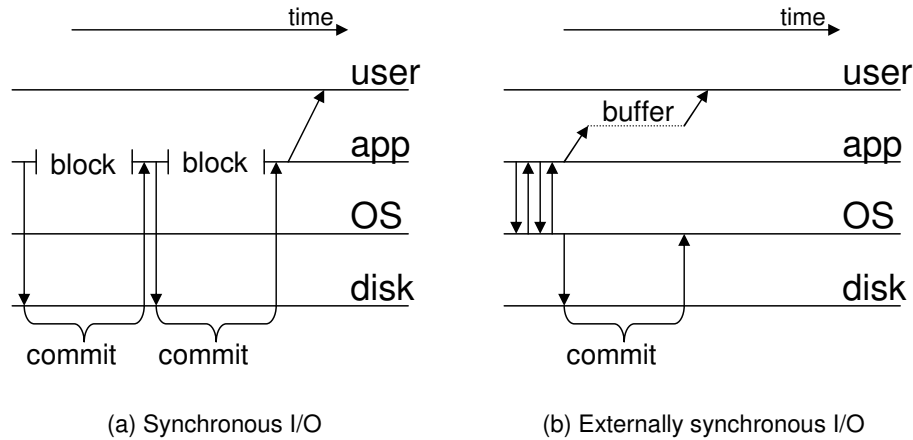 time
user
block
block
app
OS
disk
commit
commit
(a) Synchronous I/O
time
user
buffer
app
OS
disk
commit
(b) Externally synchronous I/O